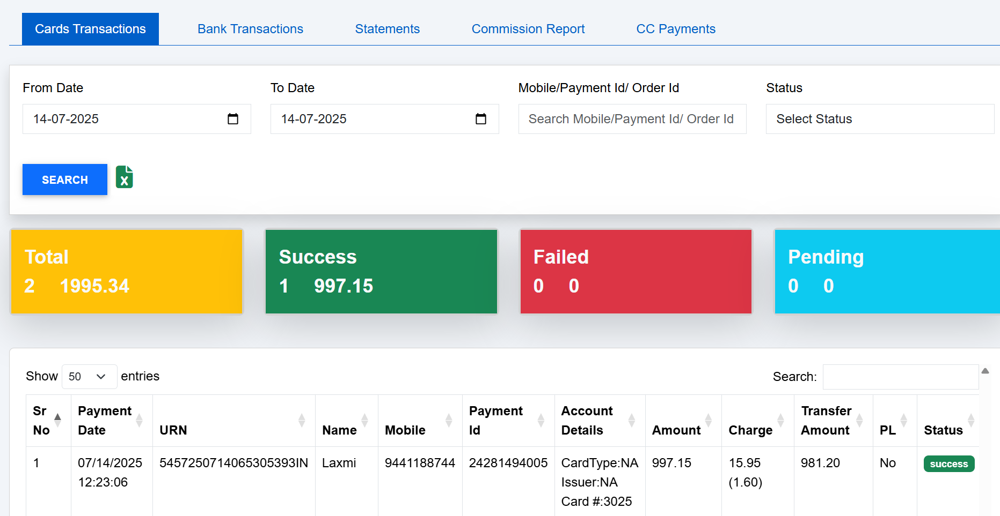 Cards Transactions Bank Transactions Statements Commission Report CC Payments
From Date To Date Mobile/Payment Id/ Order Id Status
14-07-2025 14-07-2025 Search Mobile/Payment Id/ Order Id Select Status
SEARCH
Total Success Failed Pending
2 1995.34 1 997.15 0 0 0 0
Show 50 entries Search:
Sr No Payment Date URN Name Mobile Payment Id Account Details Amount Charge Transfer Amount PL Status
1 07/14/2025 5457250714065305393IN Laxmi 9441188744 24281494005 CardType:NA 997.15 15.95 981.20 No success
12:23:06 Issuer:NA (1.60)
Card #:3025